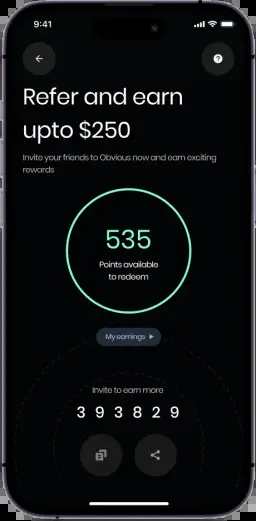 9:41
Refer and earn
upto $250
Invite your friends to Obvious now and earn exciting
rewards
535
Points available
to redeem
My earnings
Invite to earn more
3 9 3 8 2 9